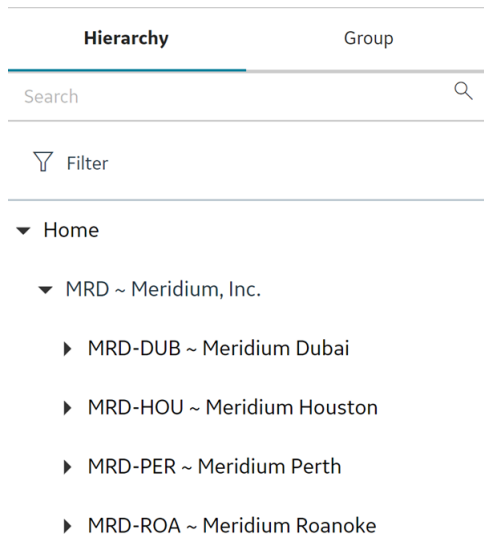 Hierarchy Group
Search
Filter
Home
MRD ~ Meridium, Inc.
MRD-DUB ~ Meridium Dubai
MRD-HOU ~ Meridium Houston
MRD-PER ~ Meridium Perth
MRD-ROA ~ Meridium Roanoke